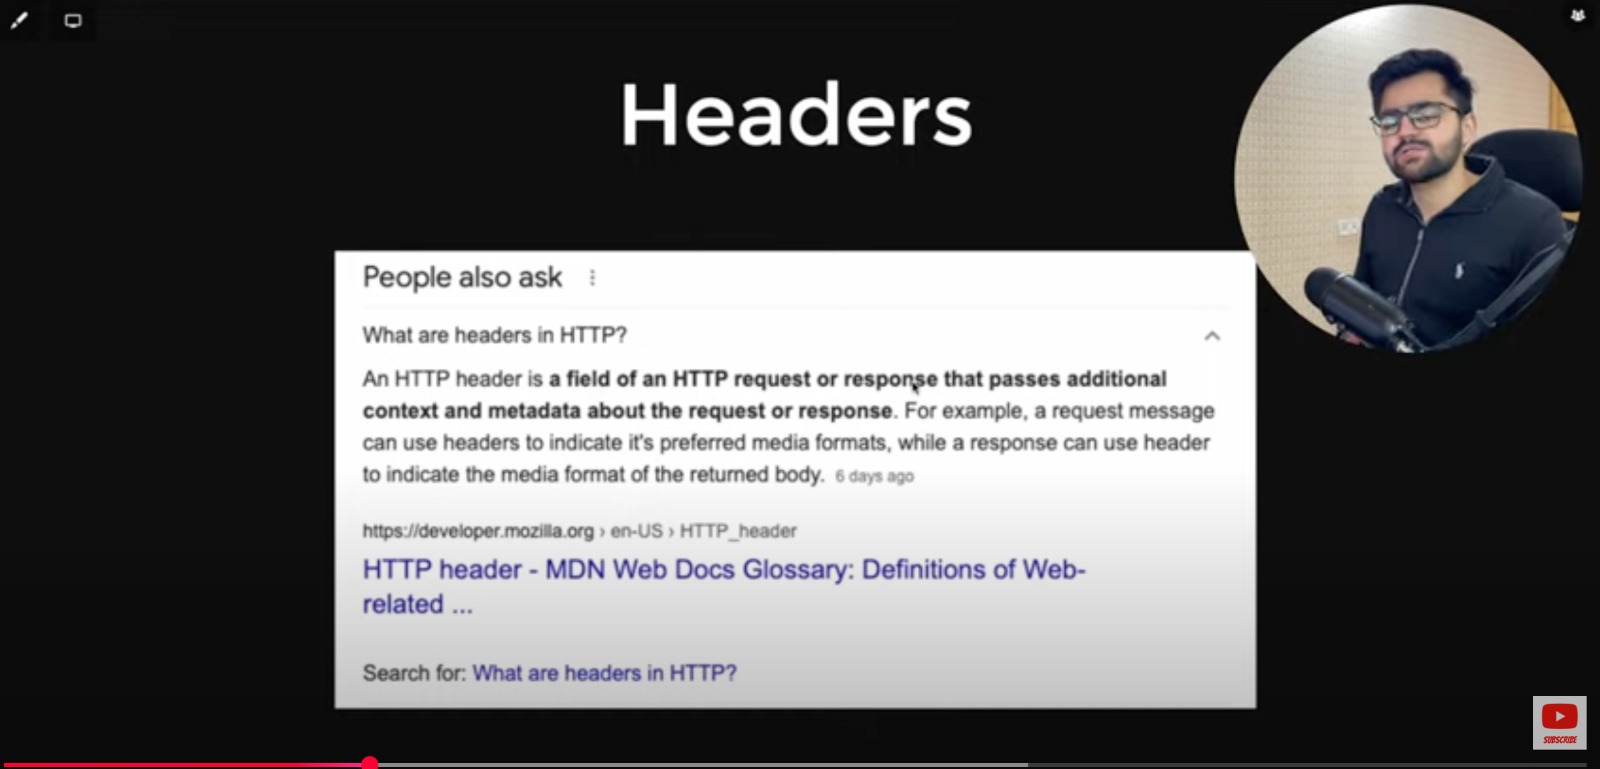 Headers
People also ask
What are headers in HTTP?
An HTTP header is a field of an HTTP request or response that passes additional
context and metadata about the request or response. For example, a request message
can use headers to indicate it's preferred media formats, while a response can use header
to indicate the media format of the returned body. 6 days ago
https://developer.mozilla.org › en-US › HTTP_header
HTTP header - MDN Web Docs Glossary: Definitions of Web-
related ...
Search for: What are headers in HTTP?
SUBSCRIBE